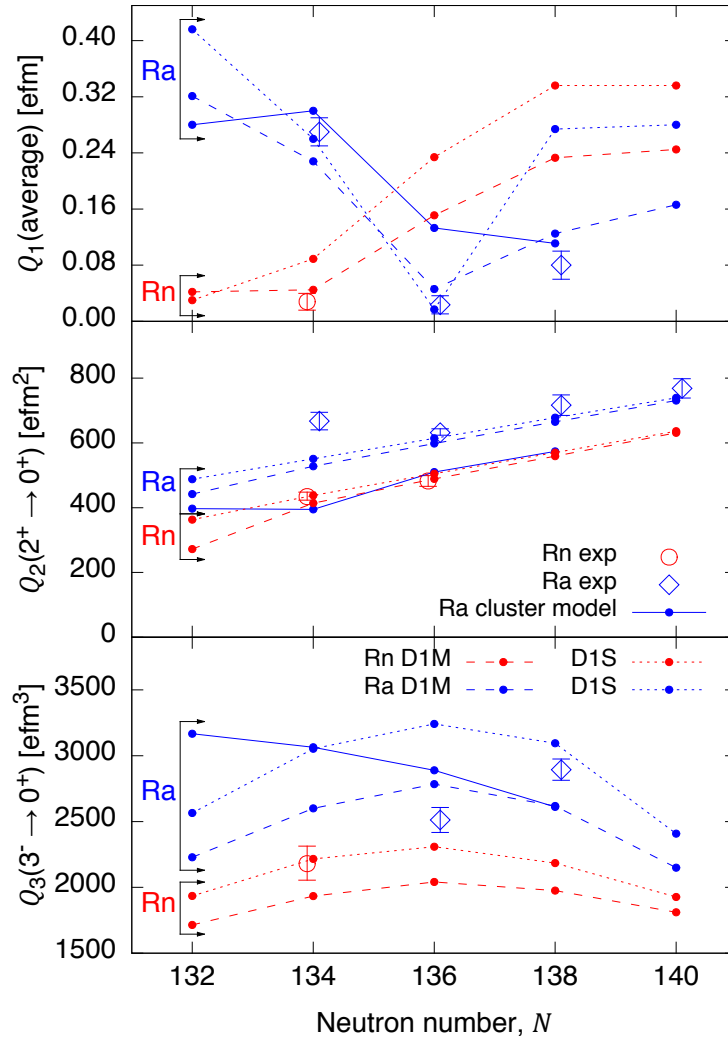 Q₁(average) [efm]
0.40
0.32
0.24
0.16
0.08
0.00
Ra
Rn
Q₂(2⁺ → 0⁺) [efm²]
800
600
400
200
0
Ra
Rn
Rn exp
Ra exp
Ra cluster model
Q₃(3⁻ → 0⁺) [efm³]
3500
3000
2500
2000
1500
Rn D1M D1S
Ra D1M D1S
Ra
Rn
132 134 136 138 140
Neutron number, N